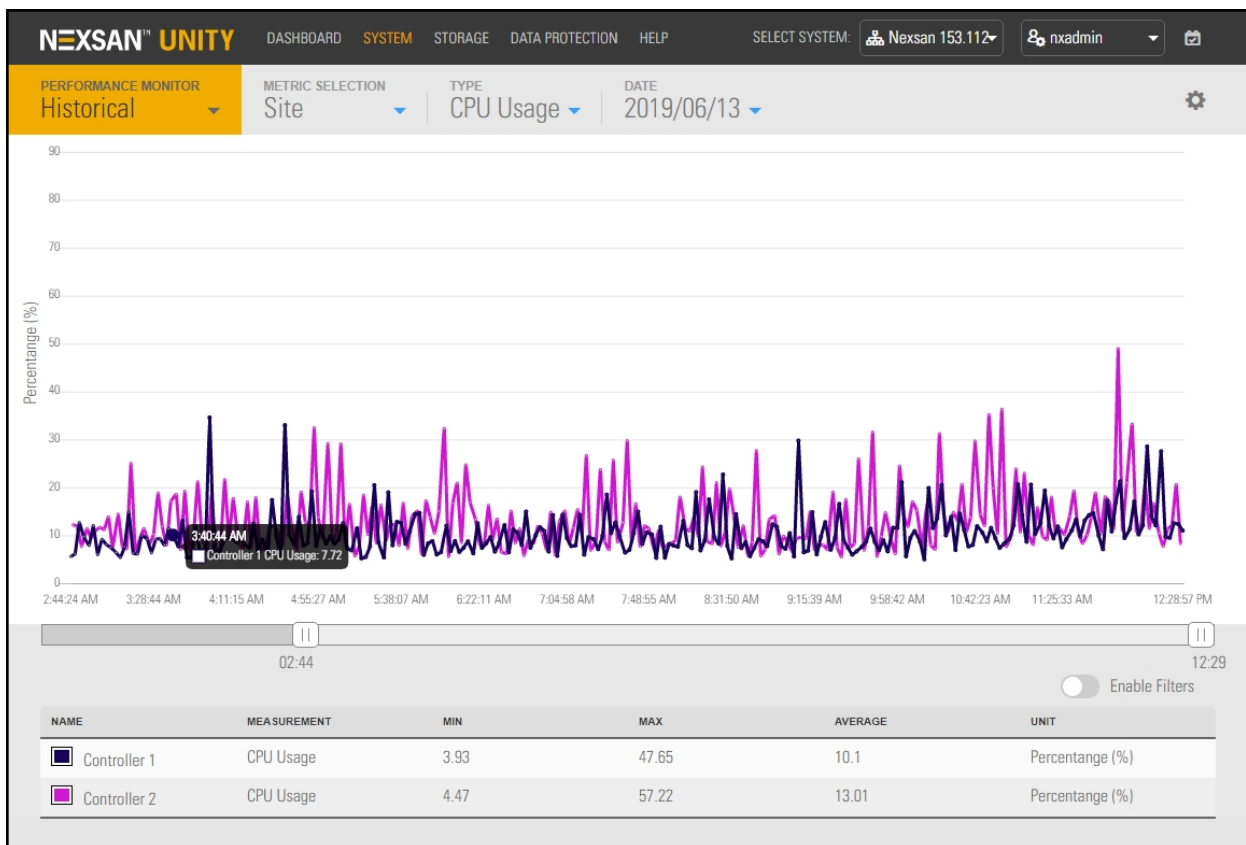 NEXSAN™ UNITY DASHBOARD SYSTEM STORAGE DATA PROTECTION HELP SELECT SYSTEM: Nexsan 153.112 nxadmin
PERFORMANCE MONITOR METRIC SELECTION TYPE DATE
Historical Site CPU Usage 2019/06/13
Percentange (%)
90
80
70
60
50
40
30
20
10
0
3:40:44 AM
Controller 1 CPU Usage: 7.72
2:44:24 AM 3:28:44 AM 4:11:15 AM 4:55:27 AM 5:38:07 AM 6:22:11 AM 7:04:58 AM 7:48:55 AM 8:31:50 AM 9:15:39 AM 9:58:42 AM 10:42:23 AM 11:25:33 AM 12:28:57 PM
02:44 12:29
Enable Filters
NAME MEASUREMENT MIN MAX AVERAGE UNIT
Controller 1 CPU Usage 3.93 47.65 10.1 Percentange (%)
Controller 2 CPU Usage 4.47 57.22 13.01 Percentange (%)